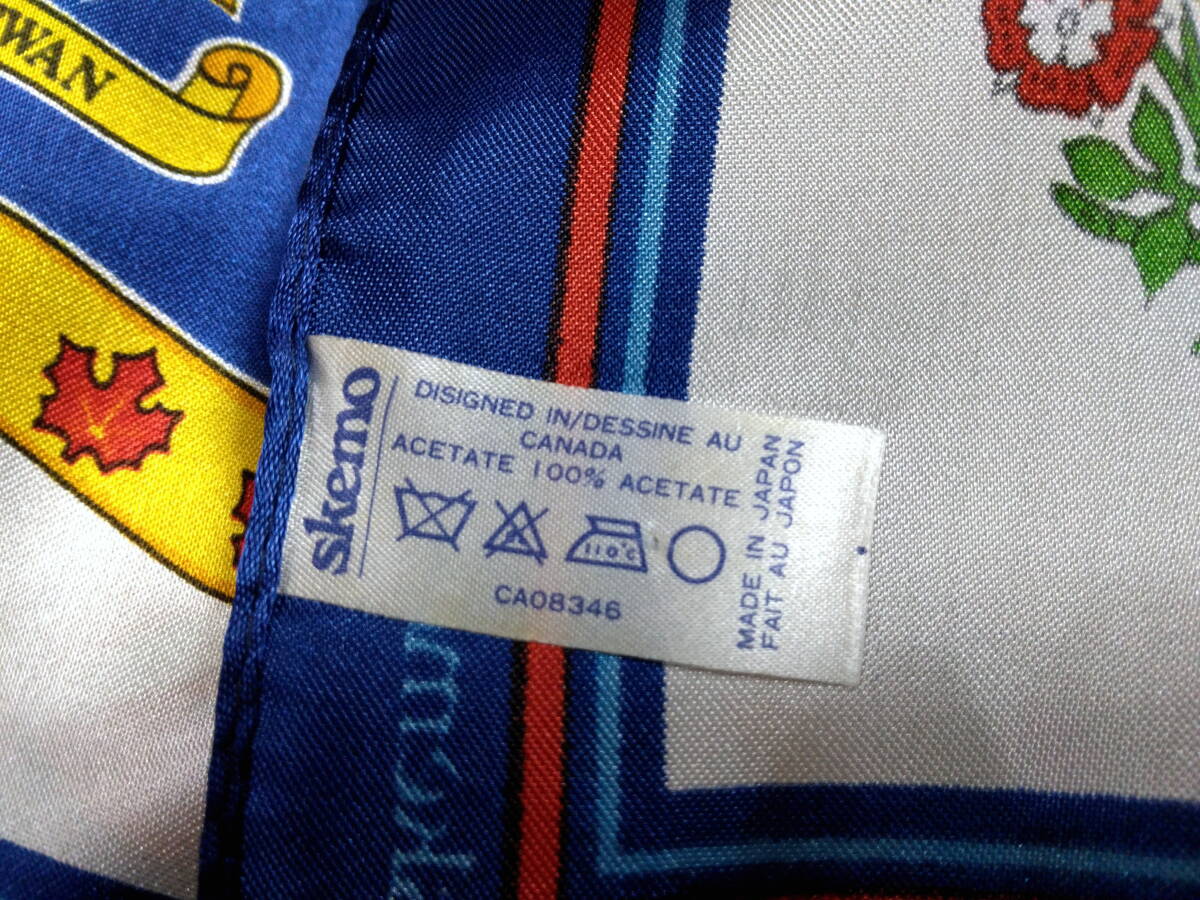 WAN
skemo
DISIGNED IN/DESSINE AU
CANADA
ACETATE 100% ACETATE
110°C
CA08346
MADE IN JAPAN
FAIT AU JAPON